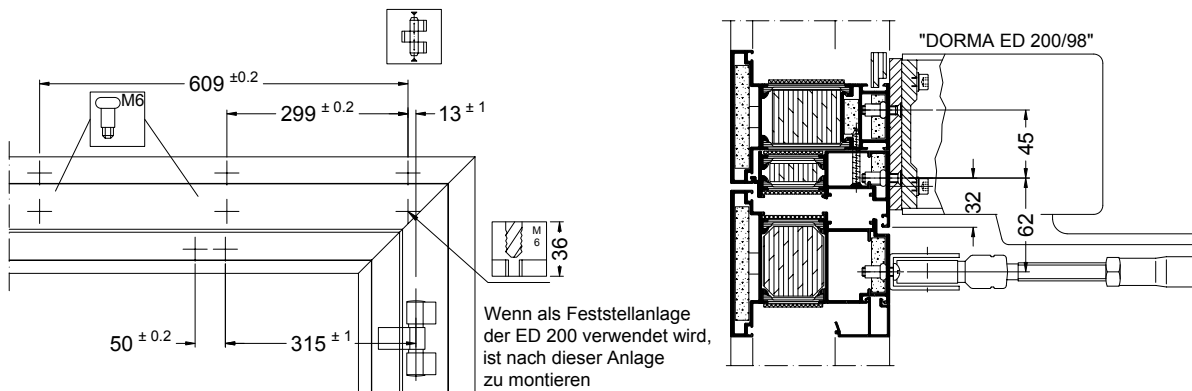 609 ±0.2
M6
299 ± 0.2
13 ± 1
M
6
36
50 ± 0.2
315 ± 1
Wenn als Feststellanlage
der ED 200 verwendet wird,
ist nach dieser Anlage
zu montieren
"DORMA ED 200/98"
45
32
62